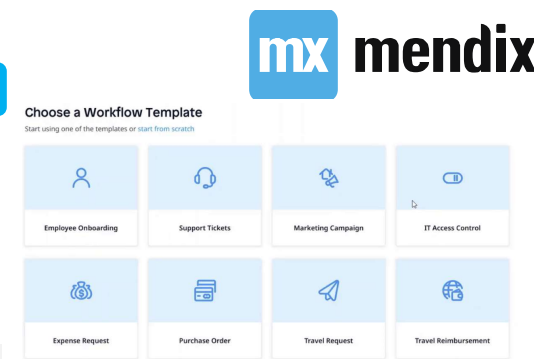 mx mendix
Choose a Workflow Template
Start using one of the templates or start from scratch
Employee Onboarding
Support Tickets
Marketing Campaign
IT Access Control
Expense Request
Purchase Order
Travel Request
Travel Reimbursement